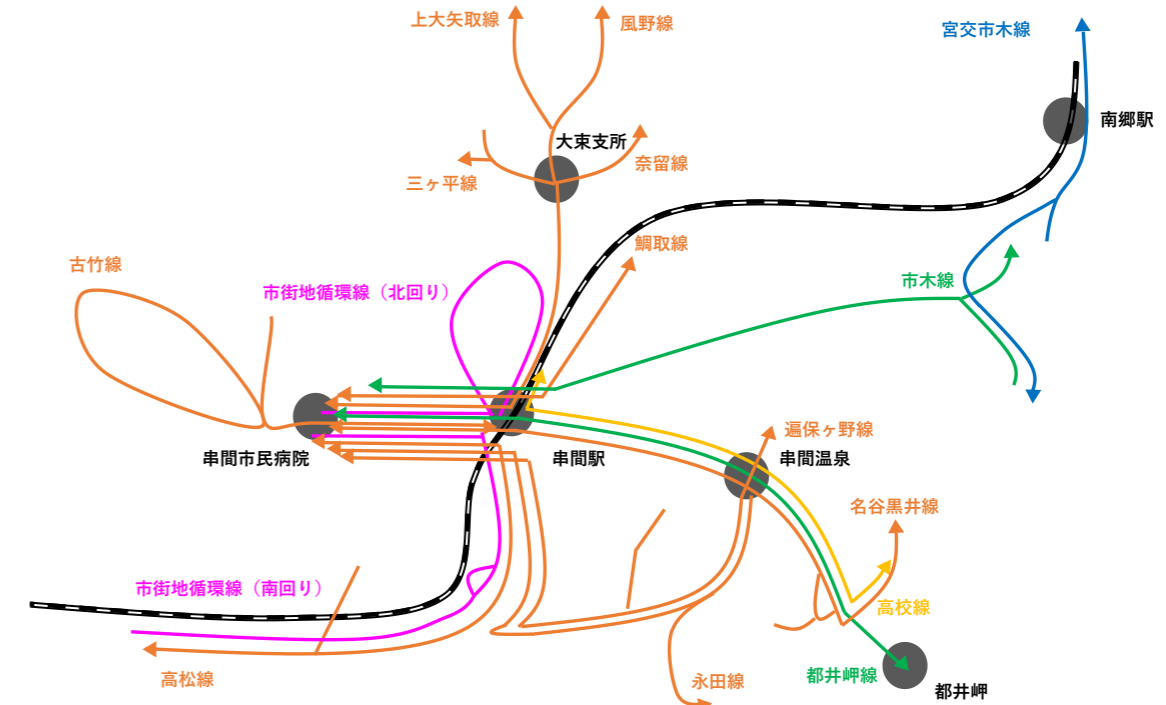 上大矢取線
風野線
宮交市木線
南郷駅
大束支所
奈留線
三ヶ平線
鯛取線
古竹線
市街地循環線（北回り）
市木線
遍保ヶ野線
串間市民病院
串間駅
串間温泉
名谷黒井線
市街地循環線（南回り）
高校線
高松線
永田線
都井岬線
都井岬